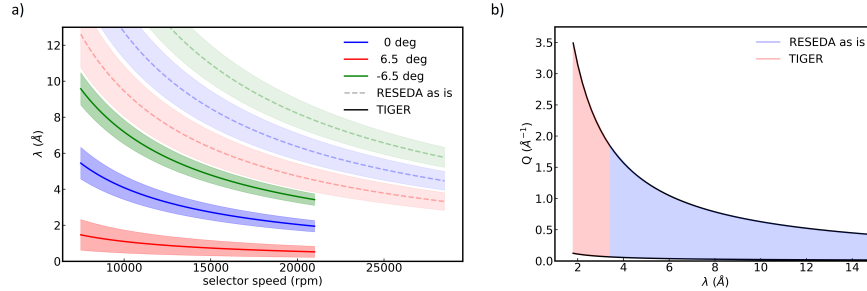 a)
12
10
8
6
4
2
0
λ (Å)
10000
15000
20000
25000
selector speed (rpm)
0 deg
6.5 deg
-6.5 deg
RESEDA as is
TIGER
b)
3.5
3.0
2.5
2.0
1.5
1.0
0.5
0.0
Q (Å⁻¹)
2
4
6
8
10
12
14
λ (Å)
RESEDA as is
TIGER